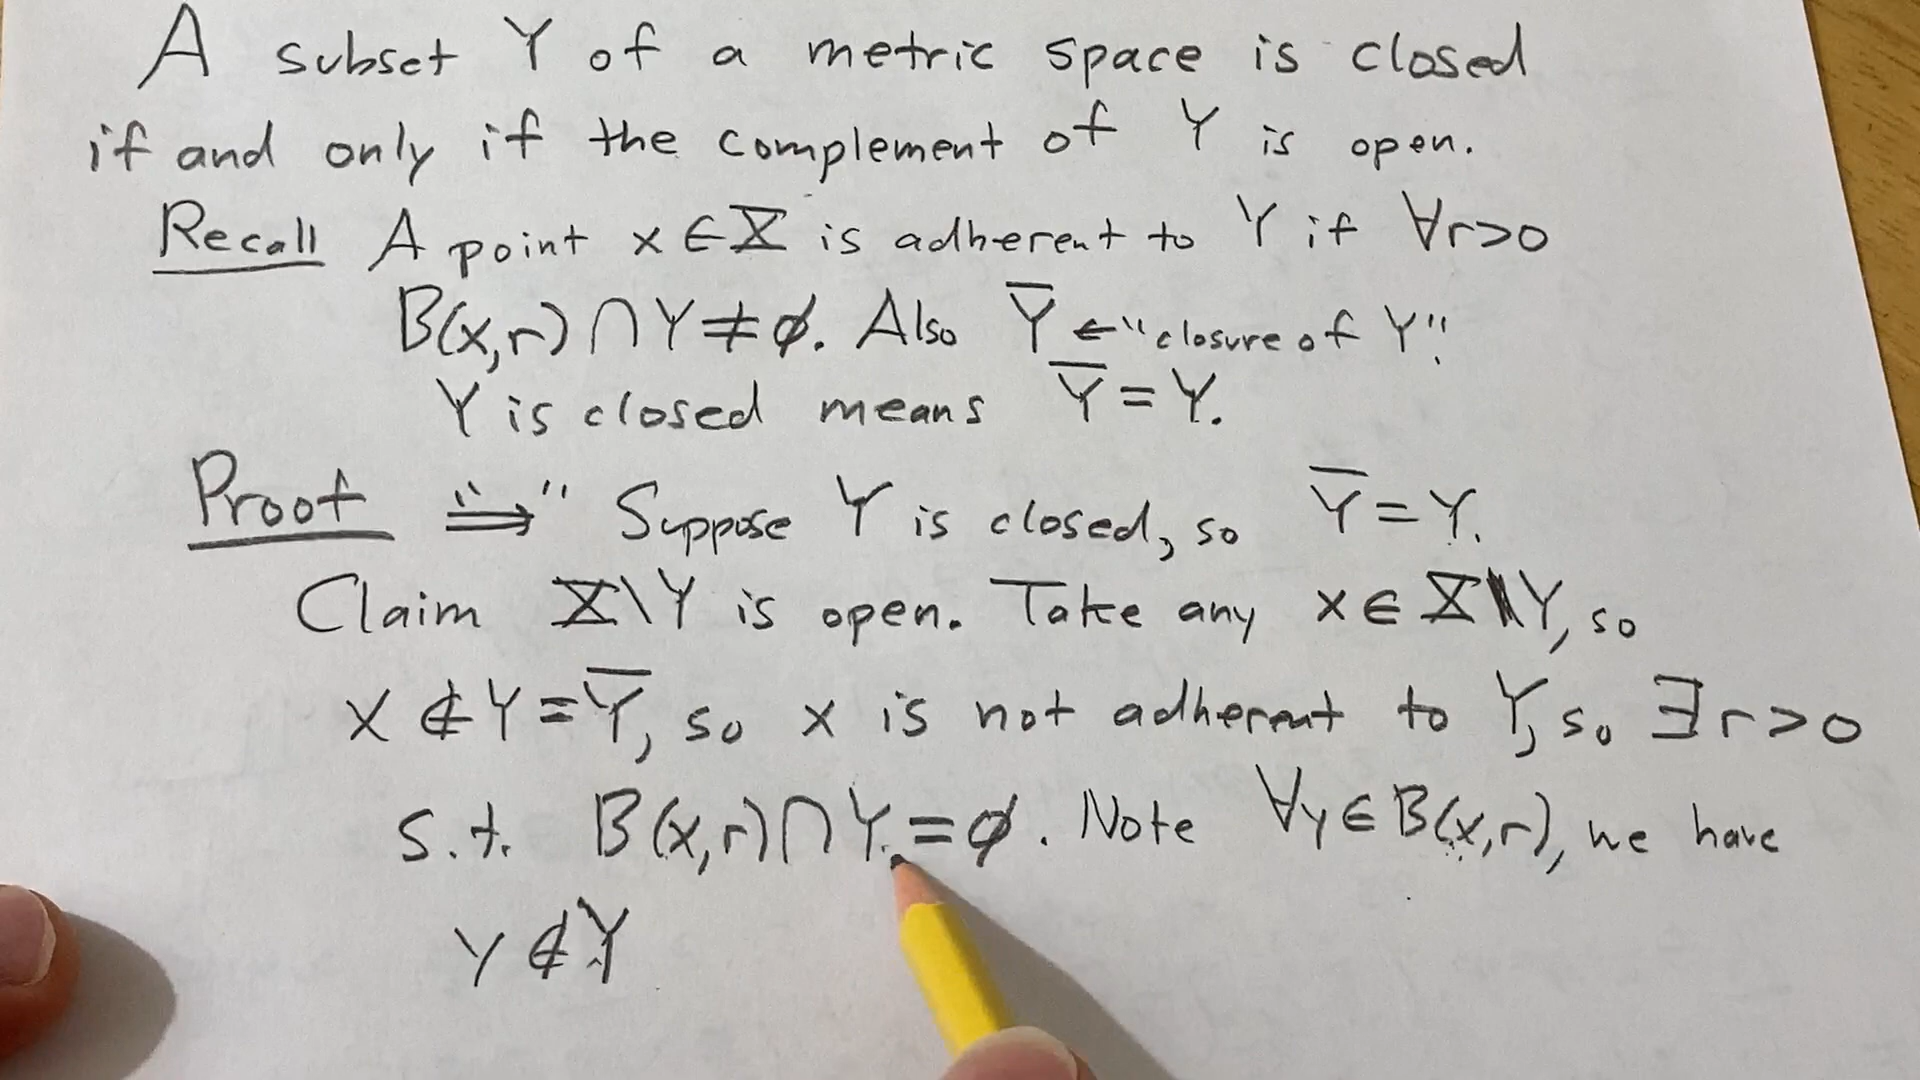 A subset Y of a metric space is closed
if and only if the complement of Y is open.
Recall A point x ∈ X is adherent to Y if ∀r>0
B(x,r) ∩ Y ≠ ∅. Also Y̅ ← "closure of Y".
Y is closed means Y̅ = Y.
Proof "⇒" Suppose Y is closed, so Y̅ = Y.
Claim X\Y is open. Take any x ∈ X\Y, so
x ∉ Y = Y̅, so x is not adherent to Y, so ∃r>0
s.t. B(x,r) ∩ Y = ∅. Note ∀y ∈ B(x,r), we have
y ∉ Y